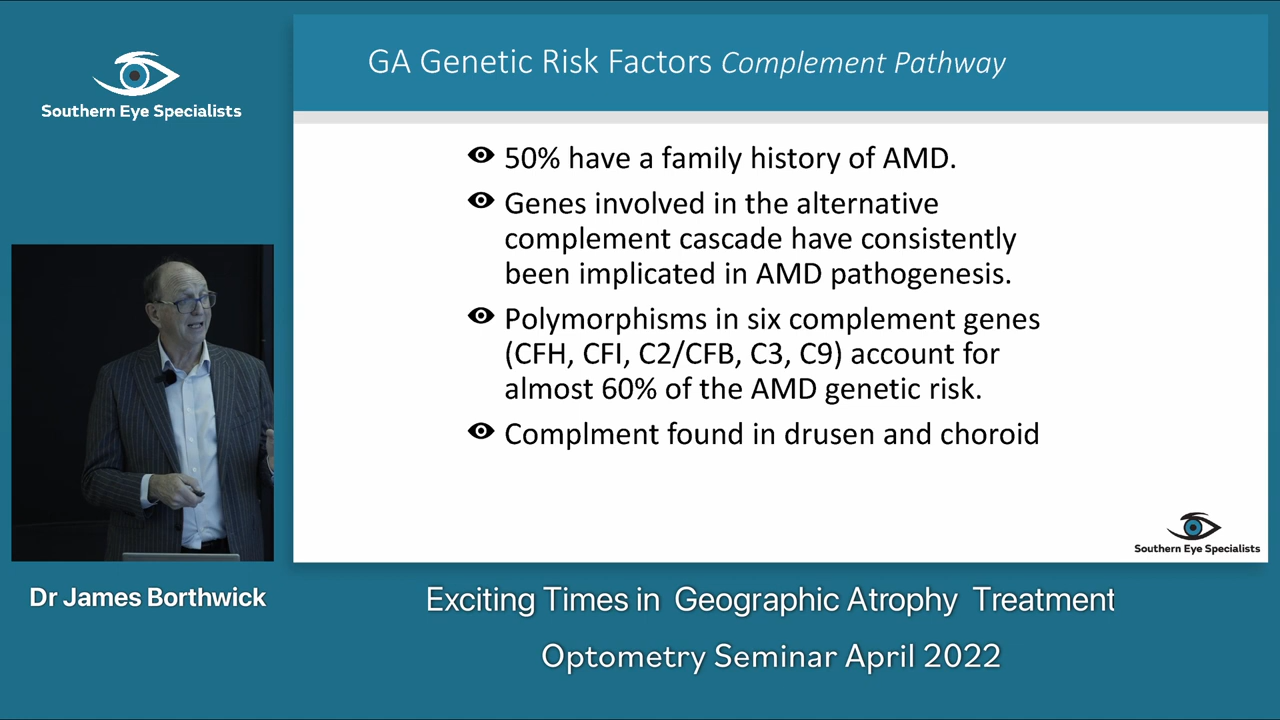 Southern Eye Specialists
GA Genetic Risk Factors Complement Pathway
50% have a family history of AMD.
Genes involved in the alternative
complement cascade have consistently
been implicated in AMD pathogenesis.
Polymorphisms in six complement genes
(CFH, CFI, C2/CFB, C3, C9) account for
almost 60% of the AMD genetic risk.
Complment found in drusen and choroid
Southern Eye Specialists
Dr James Borthwick
Exciting Times in Geographic Atrophy Treatment
Optometry Seminar April 2022